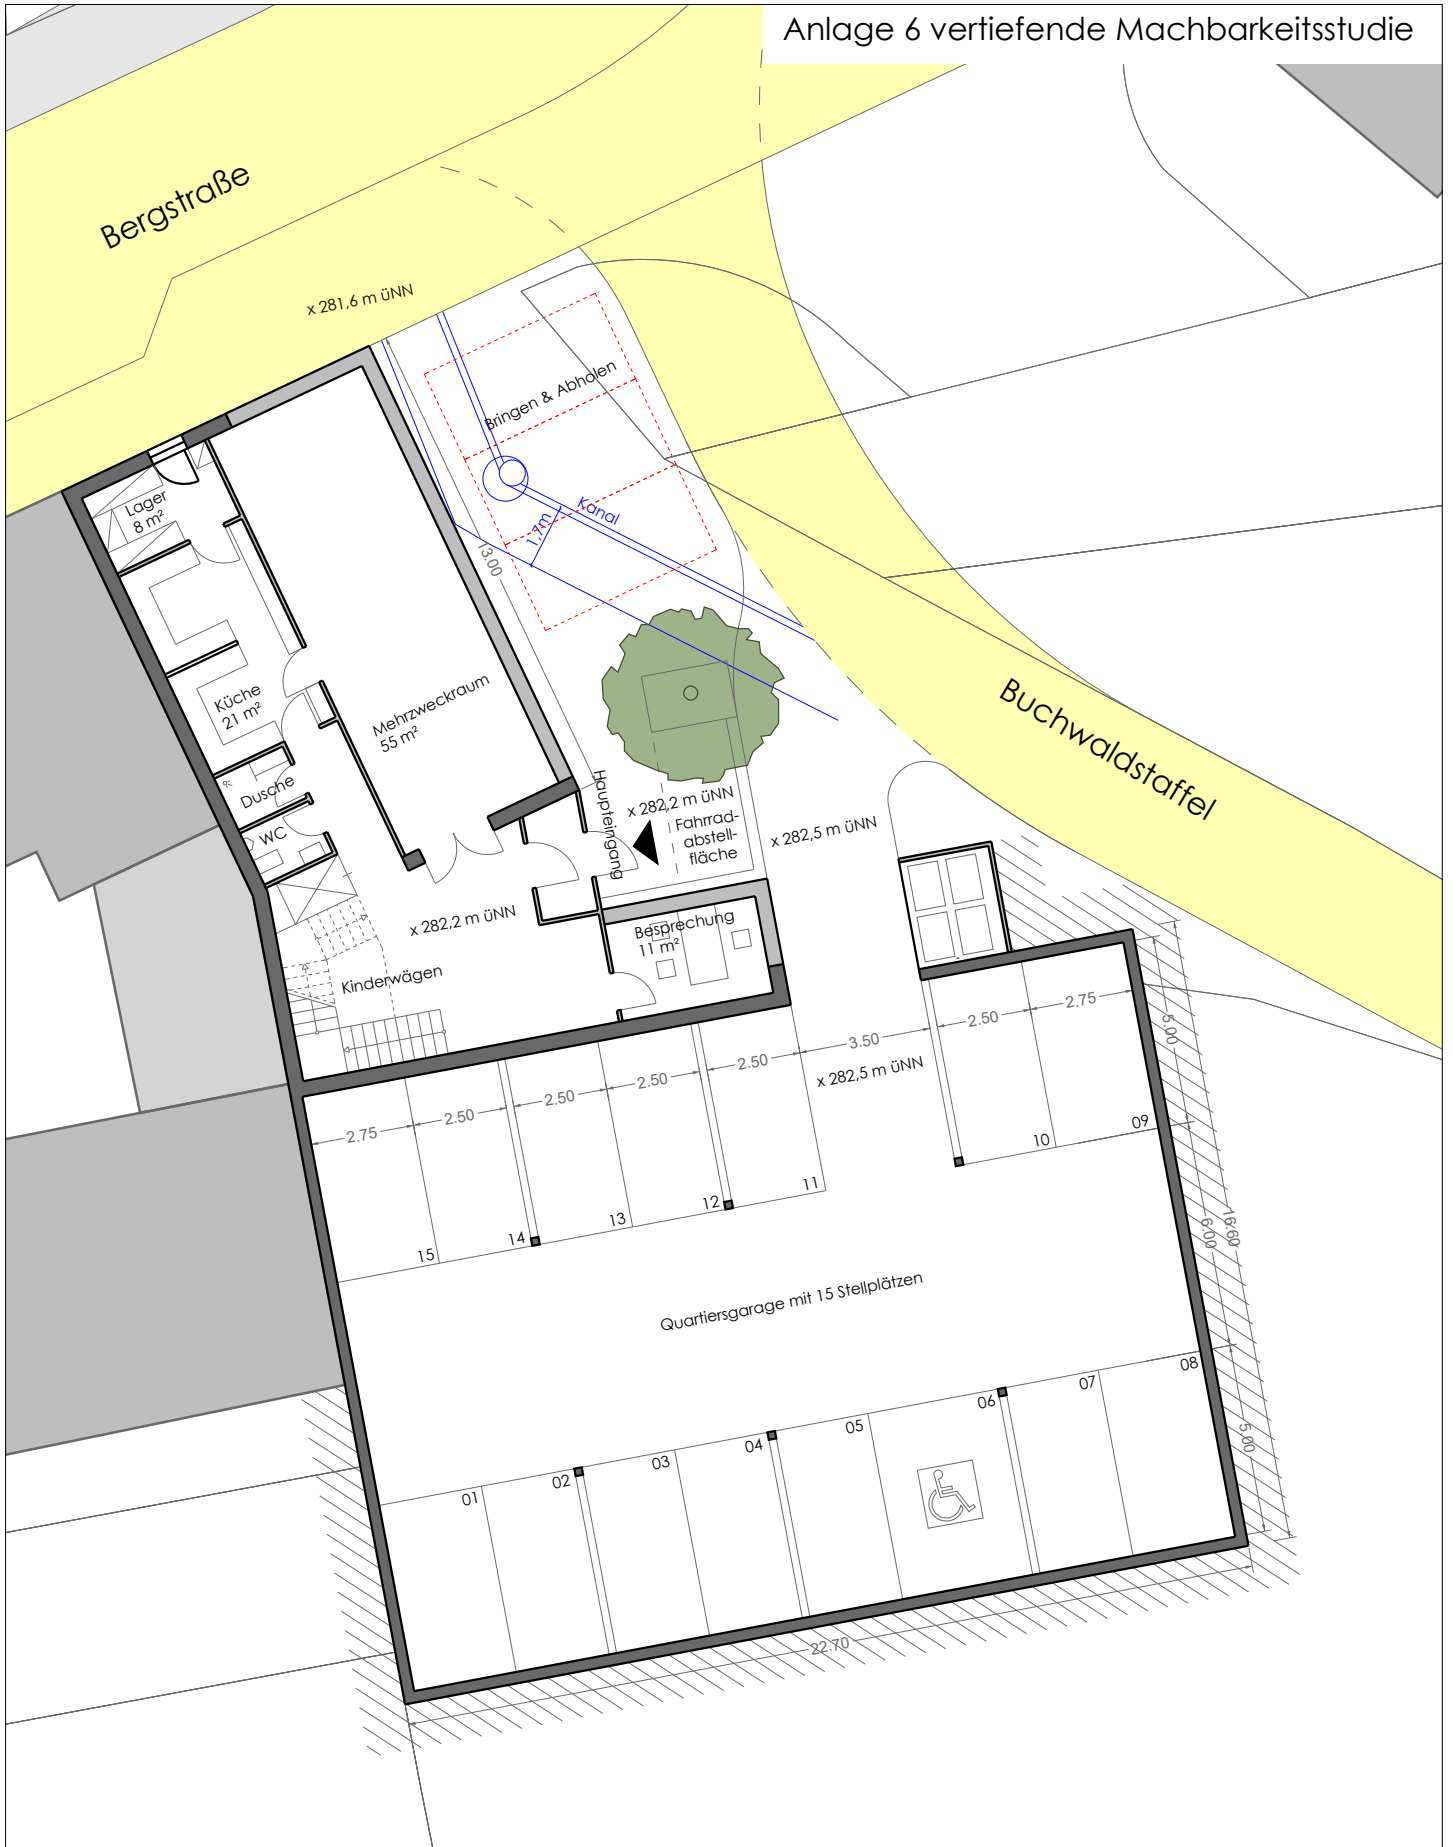 Anlage 6 vertiefende Machbarkeitsstudie
Bergstraße
x 281,6 m üNN
Bringen & Abholen
Kanal
1,7m
13.00
Lager
8 m²
Küche
21 m²
Mehrzweckraum
55 m²
Dusche
WC
Buchwaldstaffel
Haupteingang
x 282,2 m üNN
Fahrrad-
abstell-
fläche
x 282,5 m üNN
x 282,2 m üNN
Besprechung
11 m²
Kinderwägen
2.75
2.50
2.50
2.50
2.50
3.50
2.50
2.75
x 282,5 m üNN
5.00
6.00
16.60
5.00
15
14
13
12
11
10
09
Quartiersgarage mit 15 Stellplätzen
01
02
03
04
05
06
07
08
22.70